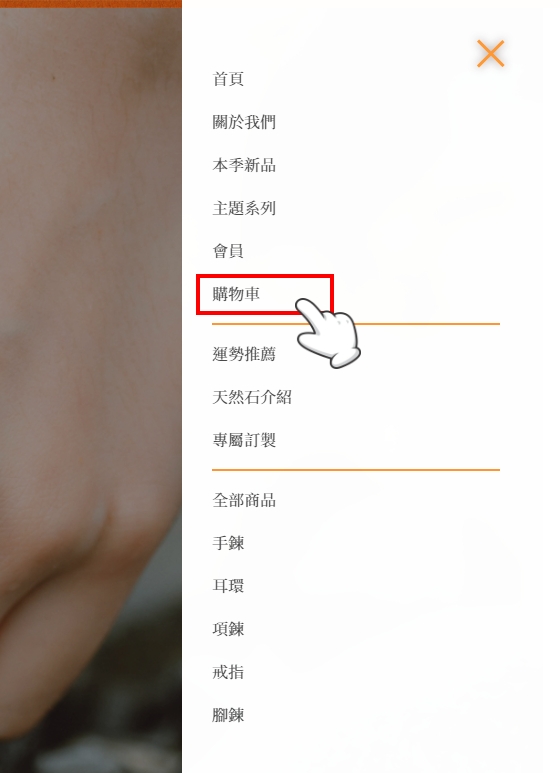 首頁
關於我們
本季新品
主題系列
會員
購物車
運勢推薦
天然石介紹
專屬訂製
全部商品
手鍊
耳環
項鍊
戒指
腳鍊